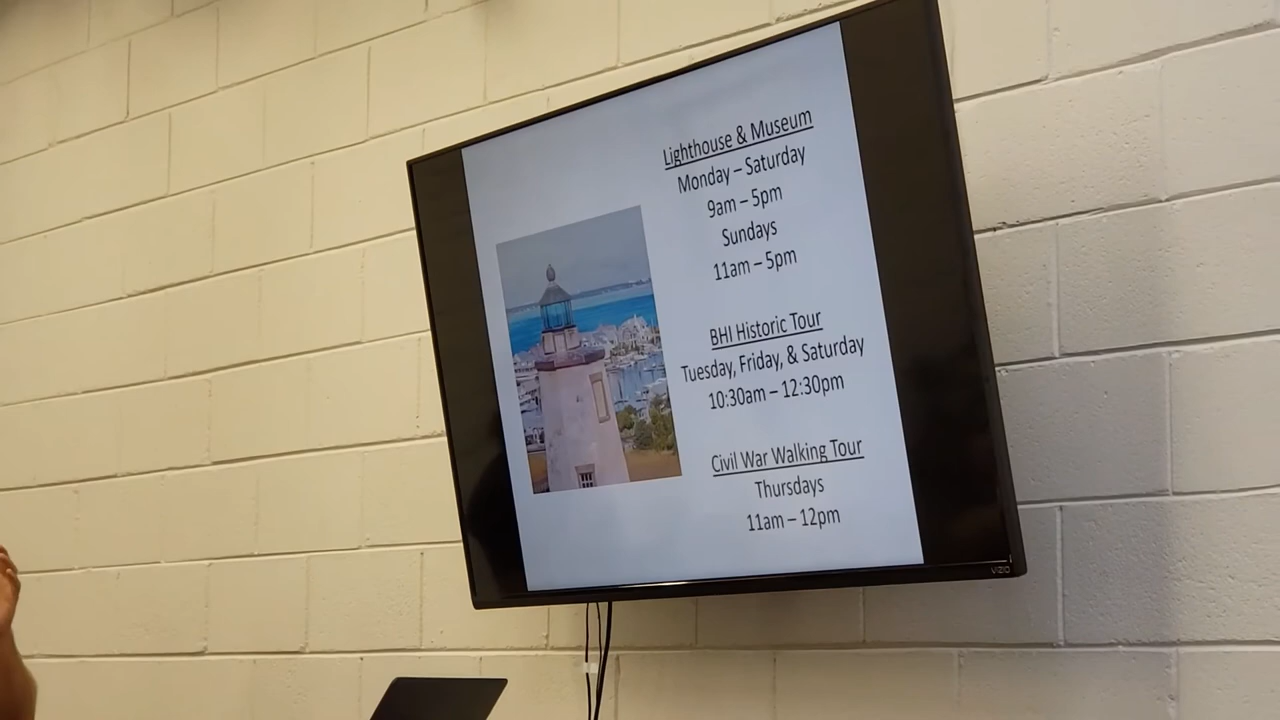 Lighthouse & Museum
Monday – Saturday
9am – 5pm
Sundays
11am – 5pm
BHI Historic Tour
Tuesday, Friday, & Saturday
10:30am – 12:30pm
Civil War Walking Tour
Thursdays
11am – 12pm
VIZIO